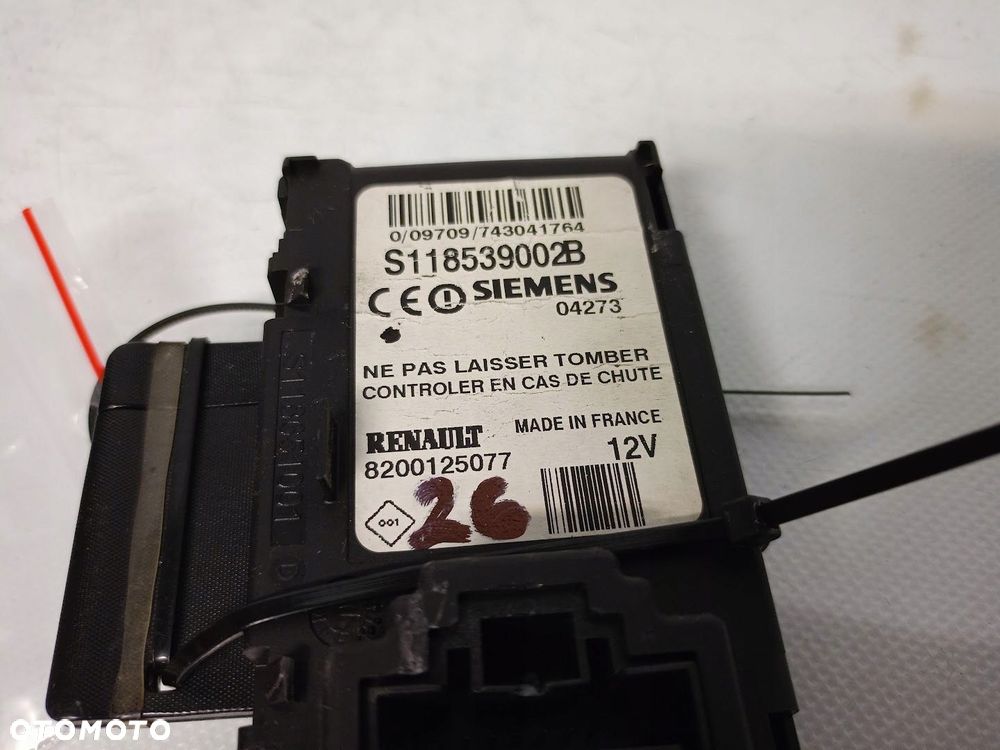 0/09709/743041764
S118539002B
CE SIEMENS
04273
NE PAS LAISSER TOMBER
CONTROLER EN CAS DE CHUTE
RENAULT MADE IN FRANCE
8200125077 12V
001
26
D
OTOMOTO